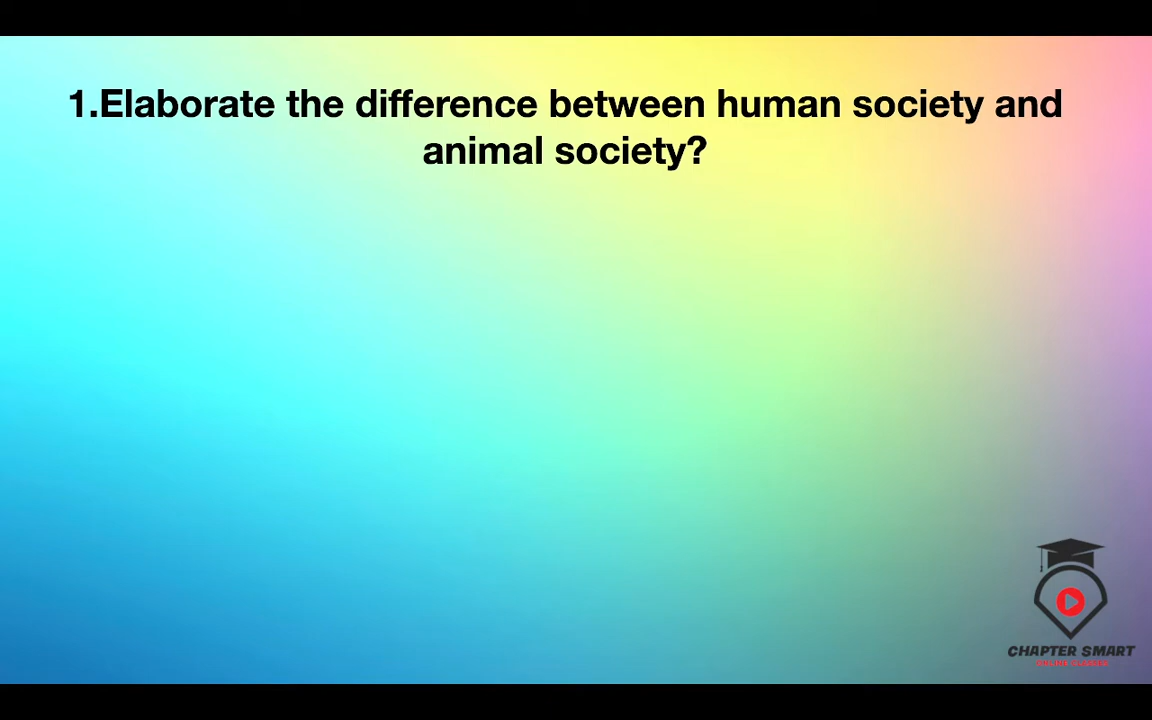 1.Elaborate the difference between human society and
animal society?
CHAPTER SMART